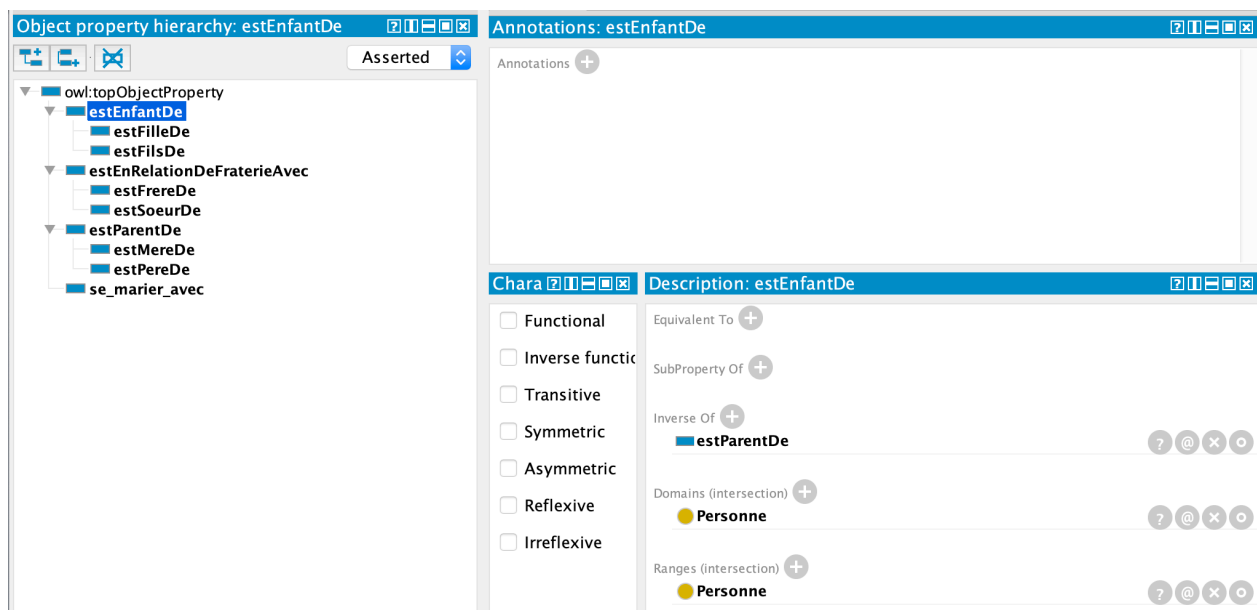 Object property hierarchy: estEnfantDe
Asserted
owl:topObjectProperty
estEnfantDe
estFilleDe
estFilsDe
estEnRelationDeFraterieAvec
estFrereDe
estSoeurDe
estParentDe
estMereDe
estPereDe
se_marier_avec
Annotations: estEnfantDe
Annotations
Chara
Functional
Inverse functio
Transitive
Symmetric
Asymmetric
Reflexive
Irreflexive
Description: estEnfantDe
Equivalent To
SubProperty Of
Inverse Of
estParentDe
Domains (intersection)
Personne
Ranges (intersection)
Personne